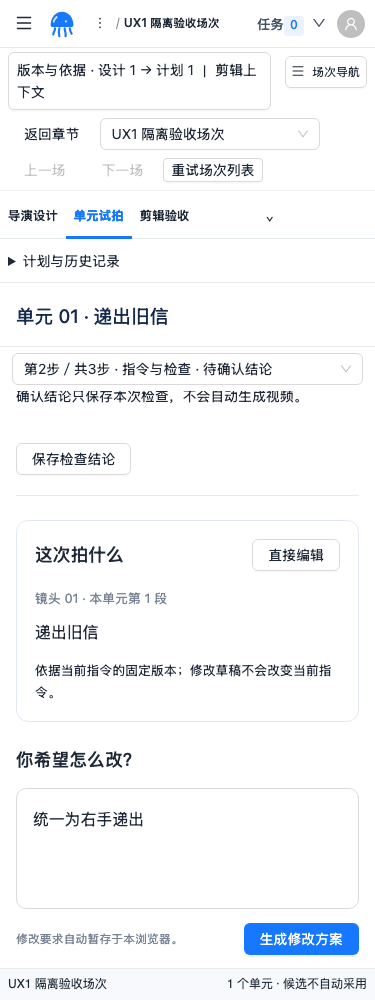 / UX1 隔离验收场次
任务 0
版本与依据 · 设计 1 → 计划 1 | 剪辑上
下文
场次导航
返回章节
UX1 隔离验收场次
上一场
下一场
重试场次列表
导演设计
单元试拍
剪辑验收
计划与历史记录
单元 01 · 递出旧信
第2步 / 共3步 · 指令与检查 · 待确认结论
确认结论只保存本次检查，不会自动生成视频。
保存检查结论
这次拍什么
直接编辑
镜头 01 · 本单元第 1 段
递出旧信
依据当前指令的固定版本；修改草稿不会改变当前指
令。
你希望怎么改？
统一为右手递出
修改要求自动暂存于本浏览器。
生成修改方案
UX1 隔离验收场次
1 个单元 · 候选不自动采用